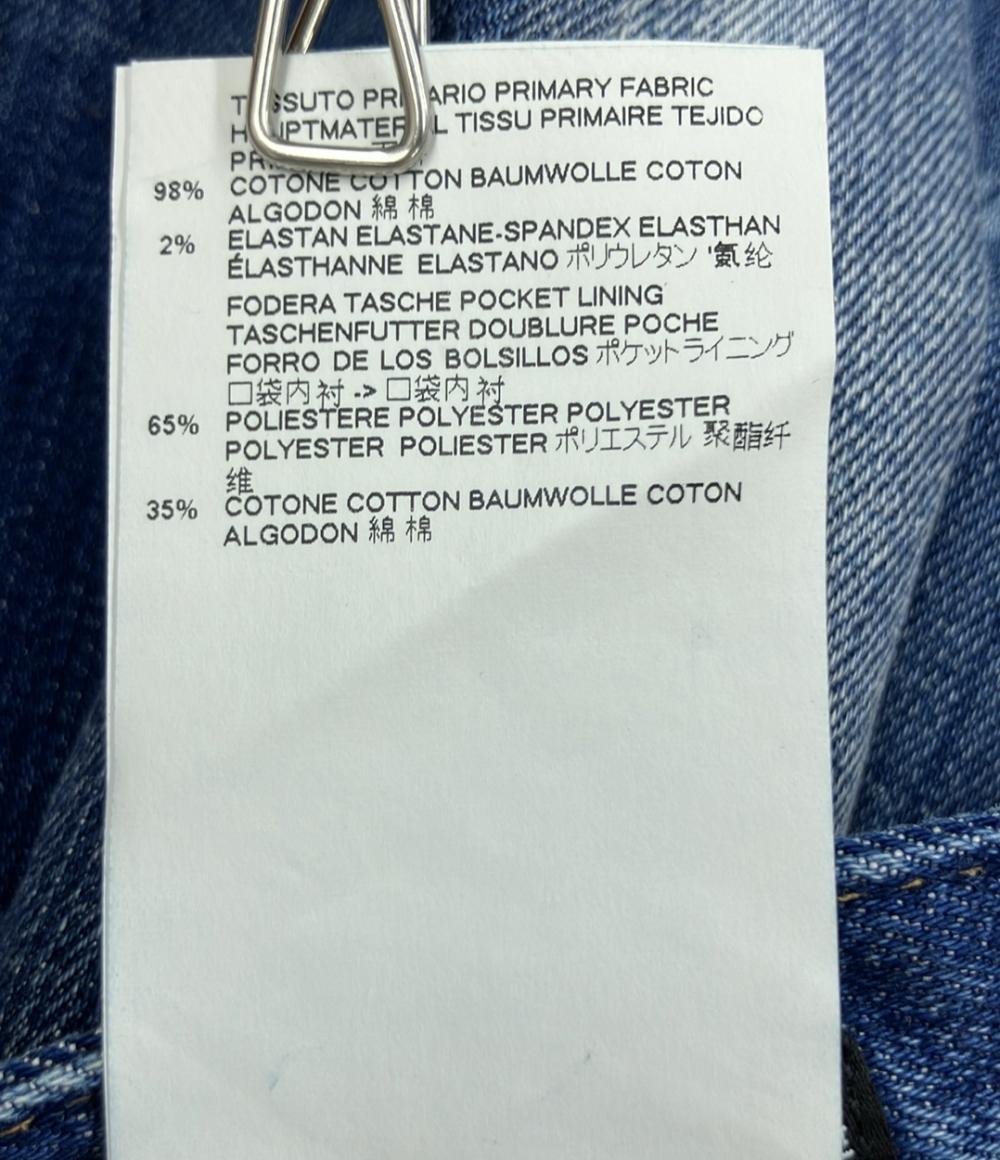 PRIMARY FABRIC
TISSU PRIMAIRE TEJIDO
98% COTONE COTTON BAUMWOLLE COTON
ALGODON 綿 棉
2% ELASTAN ELASTANE-SPANDEX ELASTHAN
ÉLASTHANNE ELASTANO ポリウレタン '氨纶
FODERA TASCHE POCKET LINING
TASCHENFUTTER DOUBLURE POCHE
FORRO DE LOS BOLSILLOS ポケットライニング
口袋内衬 -> 口袋内衬
65% POLIESTERE POLYESTER POLYESTER
POLYESTER POLIESTER ポリエステル 聚酯纤
维
35% COTONE COTTON BAUMWOLLE COTON
ALGODON 綿 棉